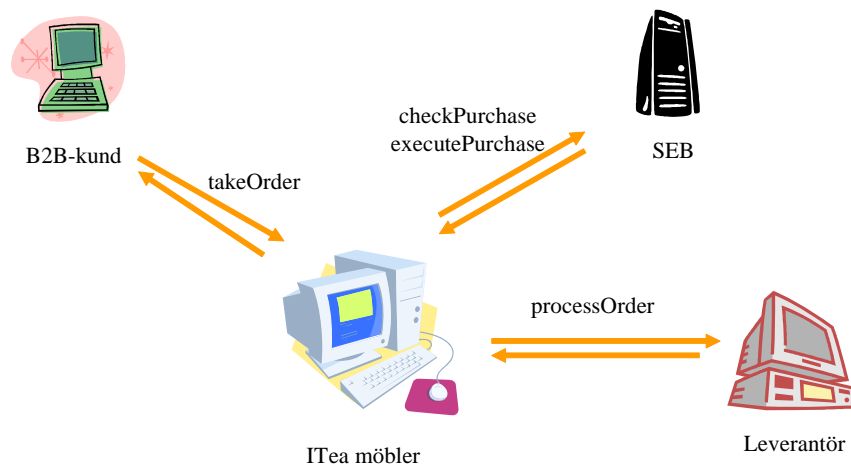 checkPurchase
executePurchase
SEB
B2B-kund
takeOrder
processOrder
Leverantör
ITea möbler